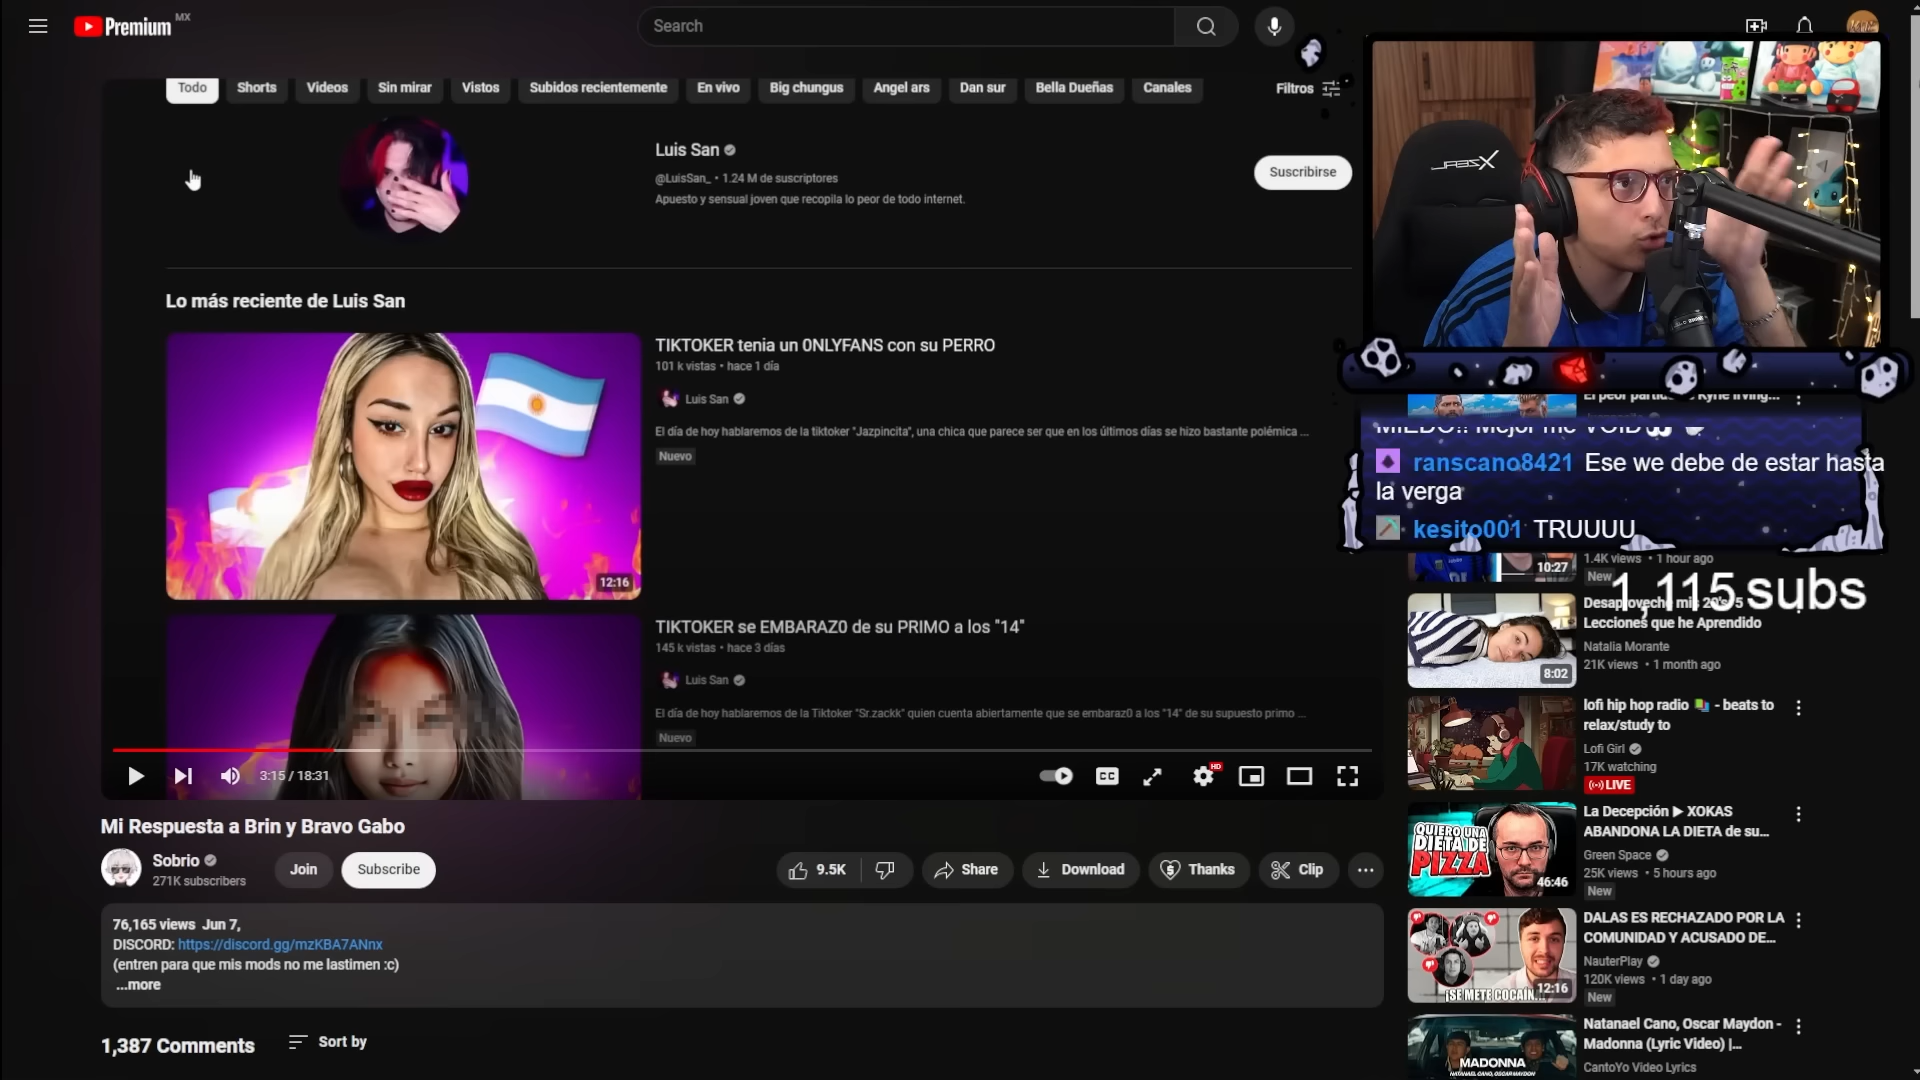 Premium MX
Search
Todo
Shorts
Videos
Sin mirar
Vistos
Subidos recientemente
En vivo
Big chungus
Angel ars
Dan sur
Bella Dueñas
Canales
Filtros
Luis San
@LuisSan_ • 1.24 M de suscriptores
Apuesto y sensual joven que recopila lo peor de todo internet.
Suscribirse
Lo más reciente de Luis San
TIKTOKER tenia un 0NLYFANS con su PERRO
101 k vistas • hace 1 día
Luis San
El día de hoy hablaremos de la tiktoker "Jazpincita", una chica que parece ser que en los últimos días se hizo bastante polémica ...
Nuevo
12:16
TIKTOKER se EMBARAZ0 de su PRIMO a los "14"
145 k vistas • hace 3 días
Luis San
El día de hoy hablaremos de la Tiktoker "Sr.zackk" quien cuenta abiertamente que se embaraz0 a los "14" de su supuesto primo ...
Nuevo
3:15 / 18:31
CC
HD
Mi Respuesta a Brin y Bravo Gabo
Sobrio
271K subscribers
Join
Subscribe
9.5K
Share
Download
Thanks
Clip
76,165 views Jun 7,
DISCORD: https://discord.gg/mzKBA7ANnx
(entren para que mis mods no me lastimen :c)
...more
1,387 Comments
Sort by
MIEDO!! Mejor me VOID
ranscano8421 Ese we debe de estar hasta
la verga
kesito001 TRUUUU
10:27
1.4K views • 1 hour ago
New
1,115 subs
Desaproveché mis 20's: 5
Lecciones que he Aprendido
Natalia Morante
21K views • 1 month ago
8:02
lofi hip hop radio - beats to
relax/study to
Lofi Girl
17K watching
LIVE
QUIERO UNA
DIETA DE
PIZZA
46:46
La Decepción ▶ XOKAS
ABANDONA LA DIETA de su...
Green Space
25K views • 5 hours ago
New
¡SE METE COCAÍN...
12:16
DALAS ES RECHAZADO POR LA
COMUNIDAD Y ACUSADO DE...
NauterPlay
120K views • 1 day ago
New
MADONNA
NATANAEL CANO, OSCAR MAYDON
Natanael Cano, Oscar Maydon -
Madonna (Lyric Video) |...
CantoYo Video Lyrics